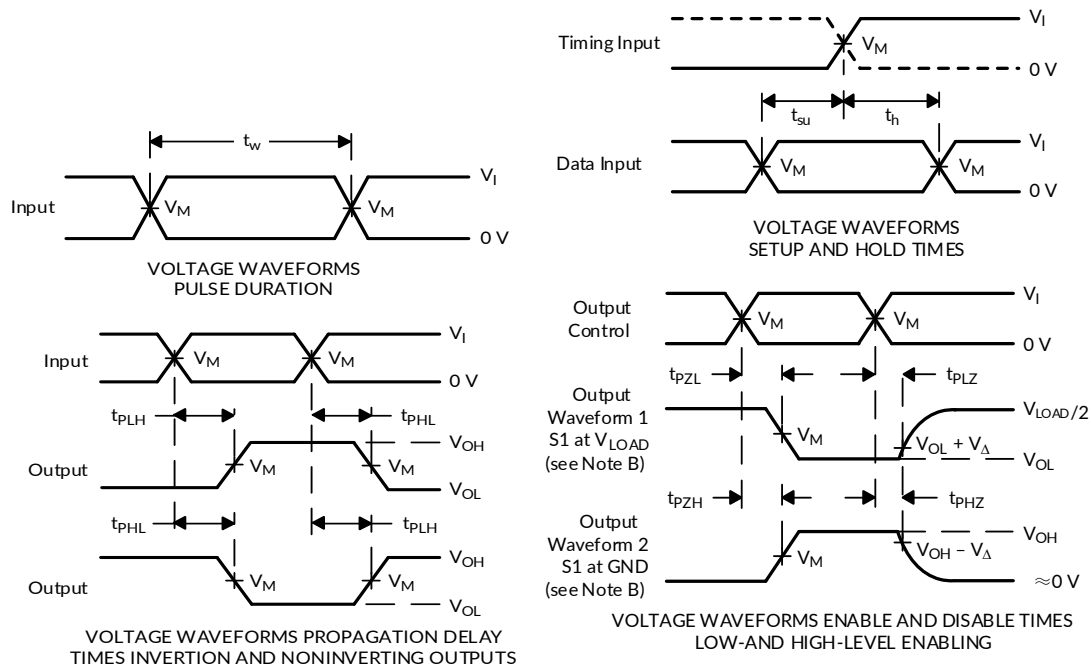 t_w
V_I
Input
V_M
V_M
0 V
VOLTAGE WAVEFORMS
PULSE DURATION
Timing Input
V_I
V_M
0 V
t_su
t_h
Data Input
V_I
V_M
V_M
0 V
VOLTAGE WAVEFORMS
SETUP AND HOLD TIMES
Input
V_I
V_M
V_M
0 V
t_PLH
t_PHL
Output
V_OH
V_M
V_M
V_OL
t_PHL
t_PLH
Output
V_OH
V_M
V_M
V_OL
VOLTAGE WAVEFORMS PROPAGATION DELAY
TIMES INVERTION AND NONINVERTING OUTPUTS
Output
Control
V_I
V_M
V_M
0 V
t_PZL
t_PLZ
Output
Waveform 1
S1 at V_LOAD
(see Note B)
V_LOAD/2
V_M
V_OL + V_Δ
V_OL
t_PZH
t_PHZ
Output
Waveform 2
S1 at GND
(see Note B)
V_OH
V_M
V_OH − V_Δ
≈0 V
VOLTAGE WAVEFORMS ENABLE AND DISABLE TIMES
LOW-AND HIGH-LEVEL ENABLING